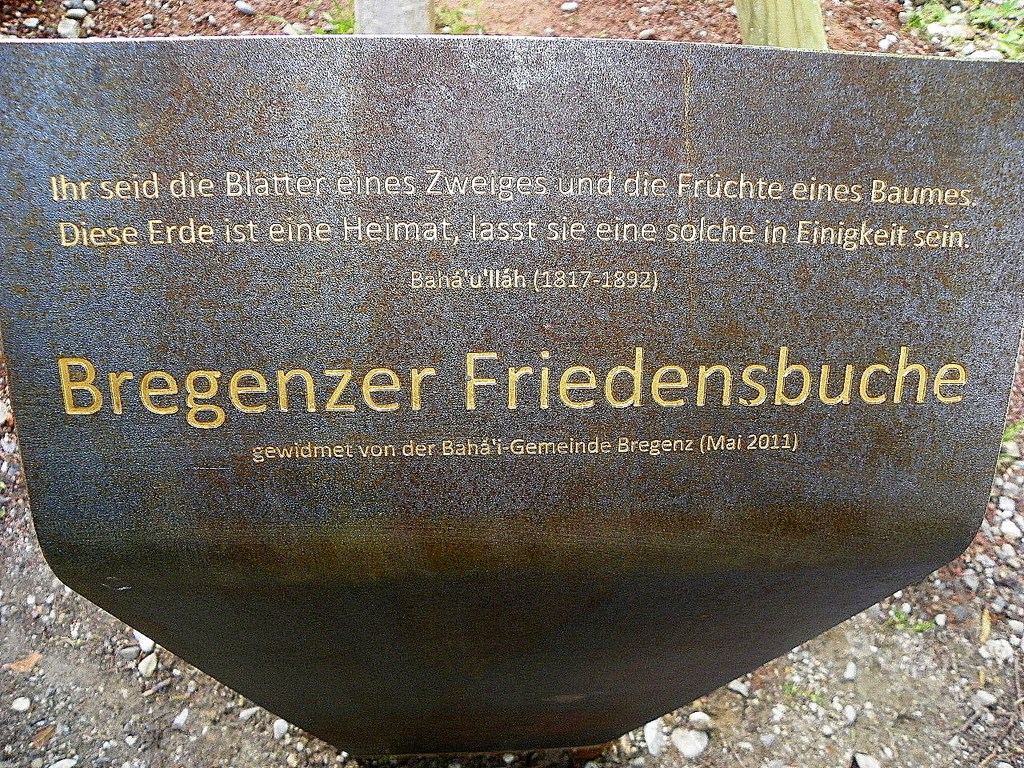 Ihr seid die Blätter eines Zweiges und die Früchte eines Baumes.
Diese Erde ist eine Heimat, lasst sie eine solche in Einigkeit sein.
Bahá'u'lláh (1817-1892)
Bregenzer Friedensbuche
gewidmet von der Bahá'i-Gemeinde Bregenz (Mai 2011)